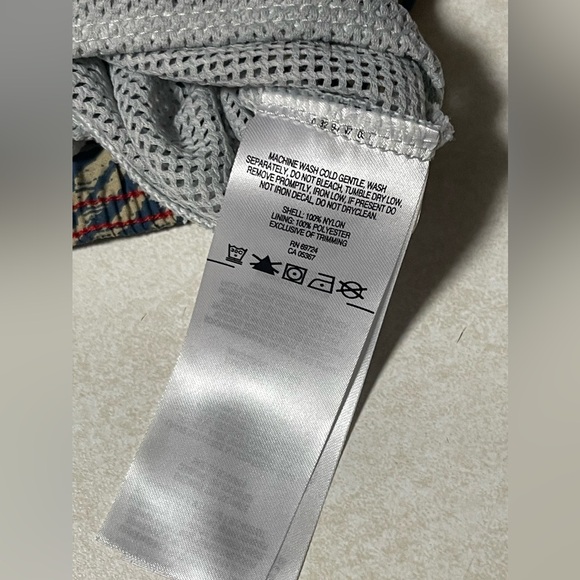 MACHINE WASH COLD GENTLE. WASH
SEPARATELY, DO NOT BLEACH, TUMBLE DRY LOW,
REMOVE PROMPTLY, IRON LOW, IF PRESENT DO
NOT IRON DECAL, DO NOT DRYCLEAN.
SHELL: 100% NYLON
LINING: 100% POLYESTER
EXCLUSIVE OF TRIMMING
RN 69724
CA 05367